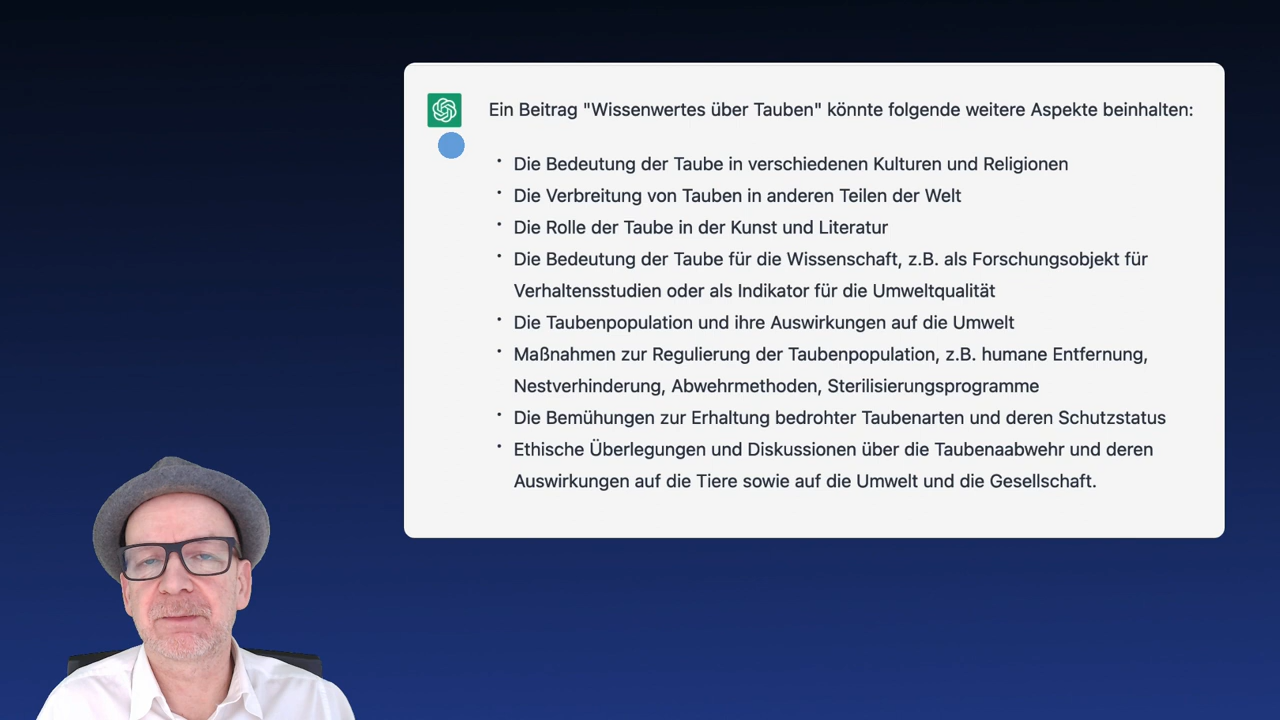 Ein Beitrag "Wissenwertes über Tauben" könnte folgende weitere Aspekte beinhalten:
• Die Bedeutung der Taube in verschiedenen Kulturen und Religionen
• Die Verbreitung von Tauben in anderen Teilen der Welt
• Die Rolle der Taube in der Kunst und Literatur
• Die Bedeutung der Taube für die Wissenschaft, z.B. als Forschungsobjekt für
Verhaltensstudien oder als Indikator für die Umweltqualität
• Die Taubenpopulation und ihre Auswirkungen auf die Umwelt
• Maßnahmen zur Regulierung der Taubenpopulation, z.B. humane Entfernung,
Nestverhinderung, Abwehrmethoden, Sterilisierungsprogramme
• Die Bemühungen zur Erhaltung bedrohter Taubenarten und deren Schutzstatus
• Ethische Überlegungen und Diskussionen über die Taubenaabwehr und deren
Auswirkungen auf die Tiere sowie auf die Umwelt und die Gesellschaft.